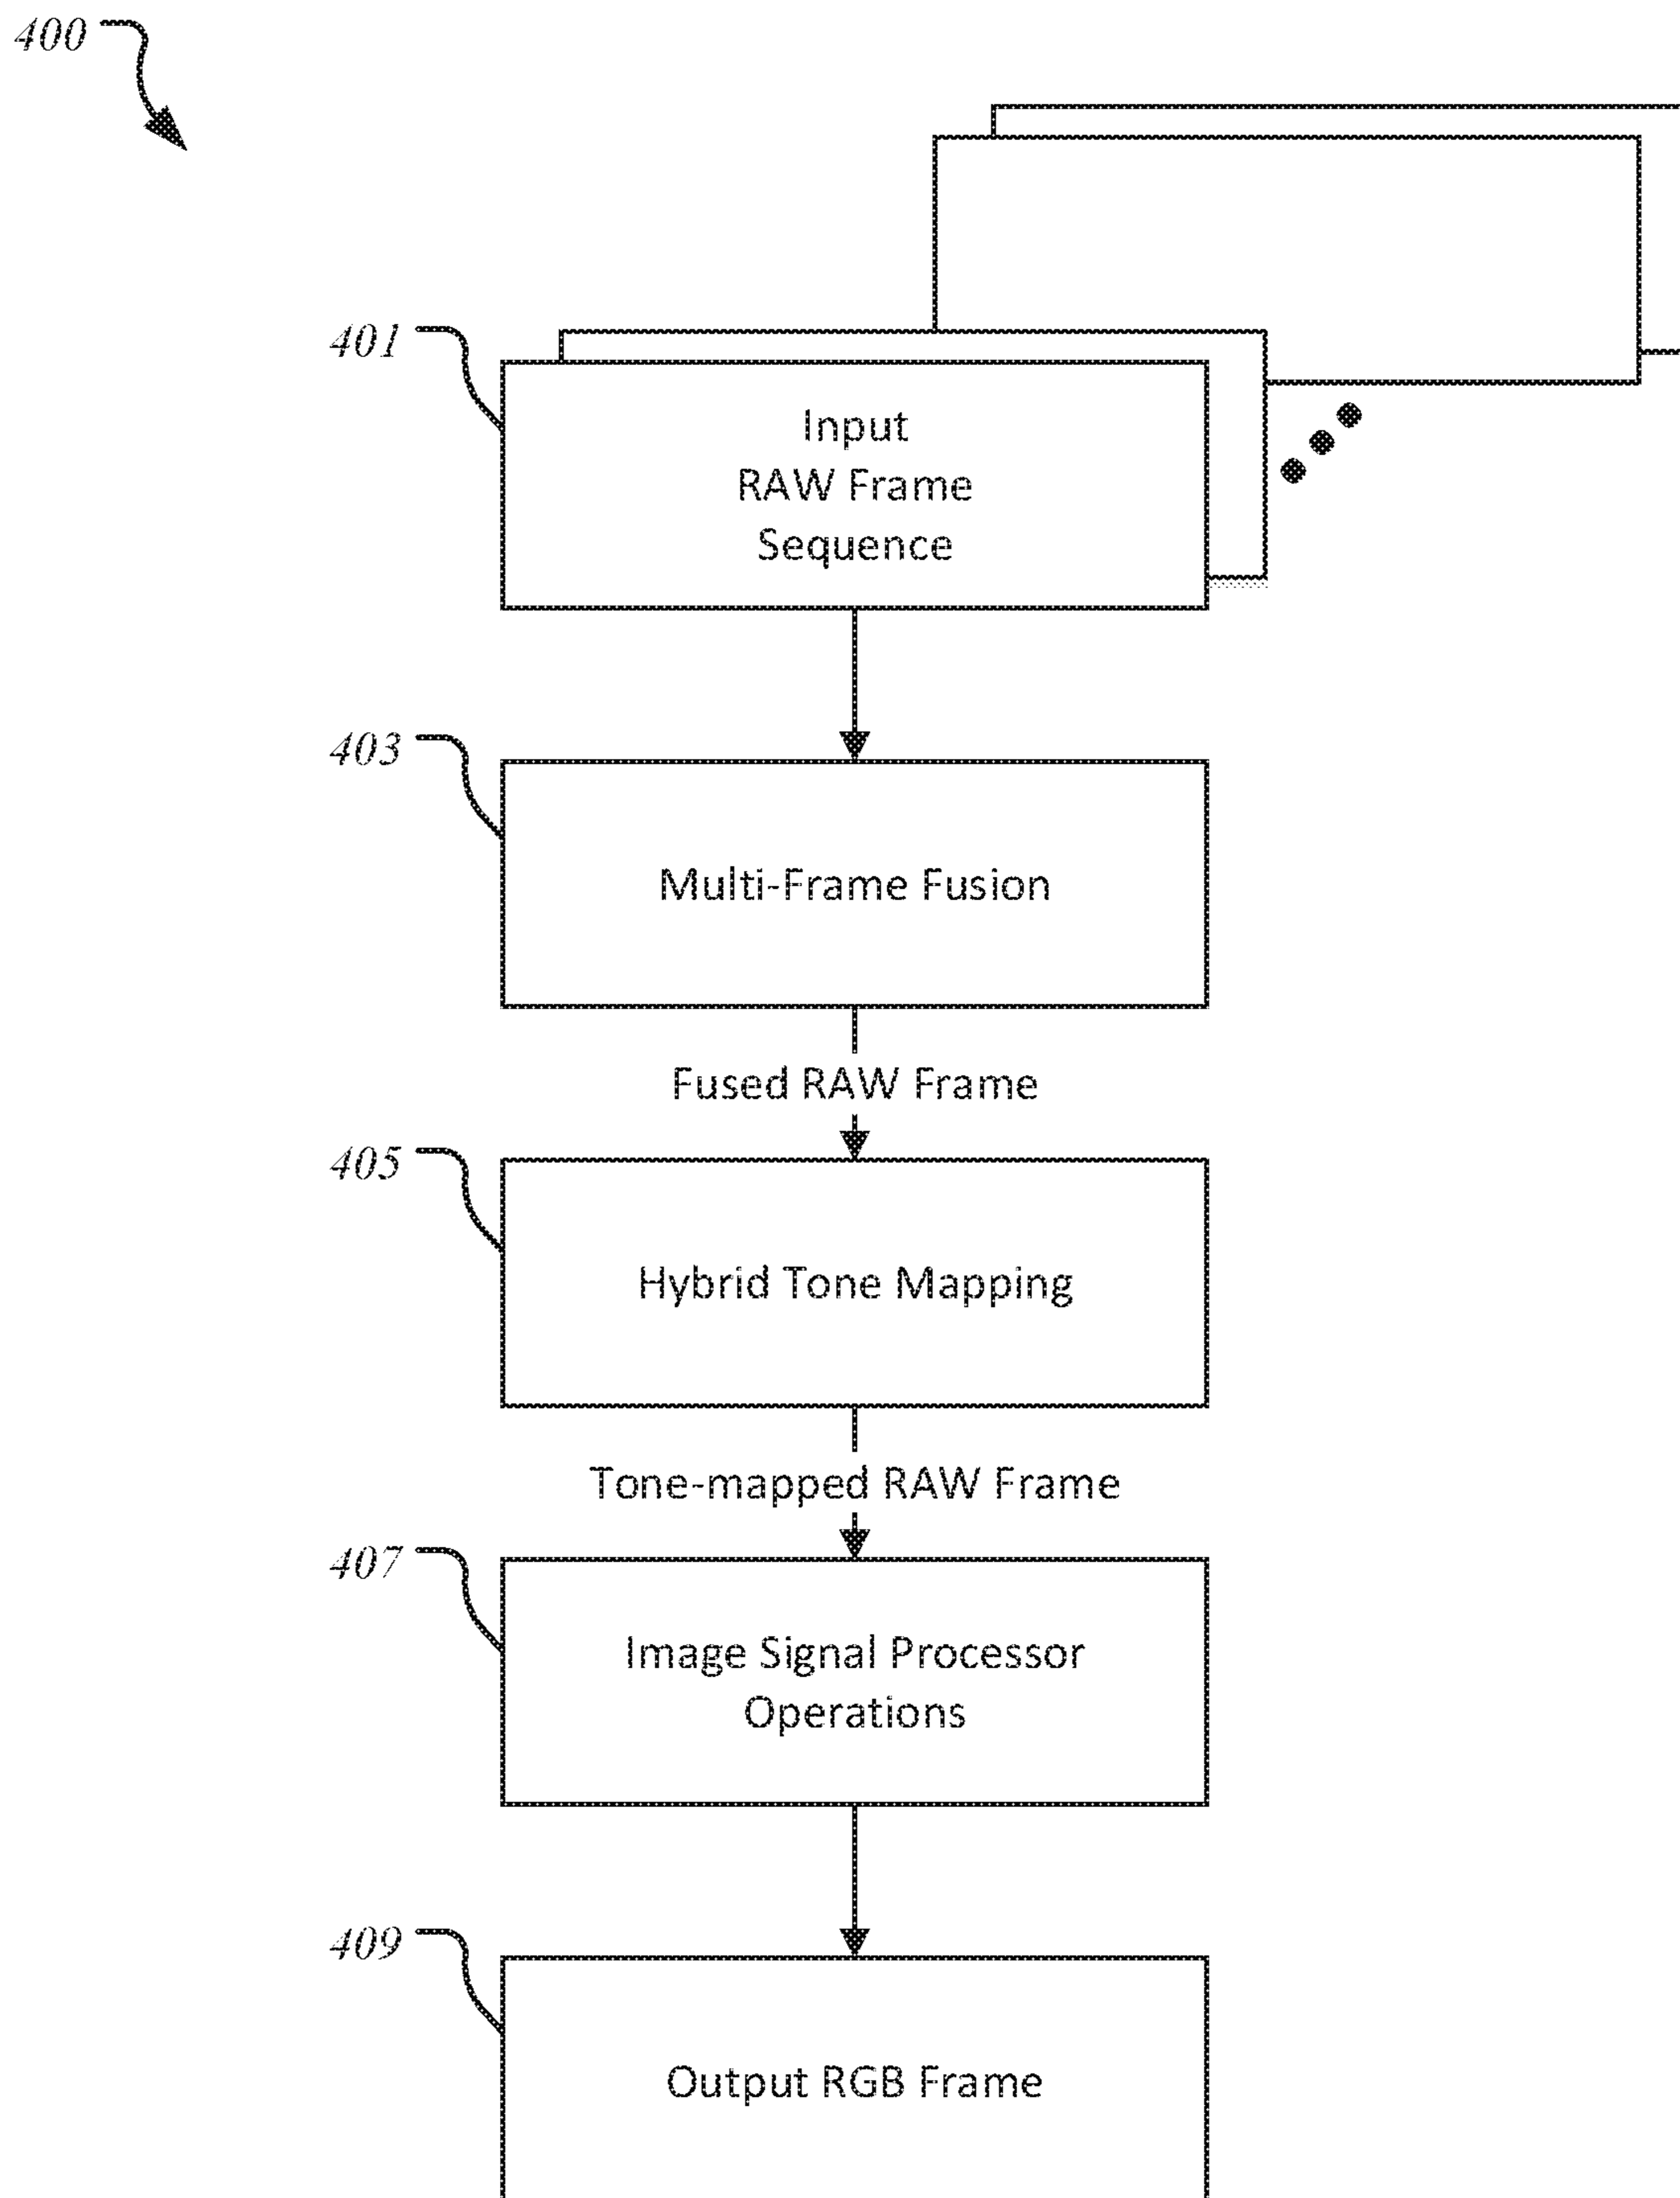 400
401
Input
RAW Frame
Sequence
403
Multi-Frame Fusion
Fused RAW Frame
405
Hybrid Tone Mapping
Tone-mapped RAW Frame
407
Image Signal Processor
Operations
409
Output RGB Frame